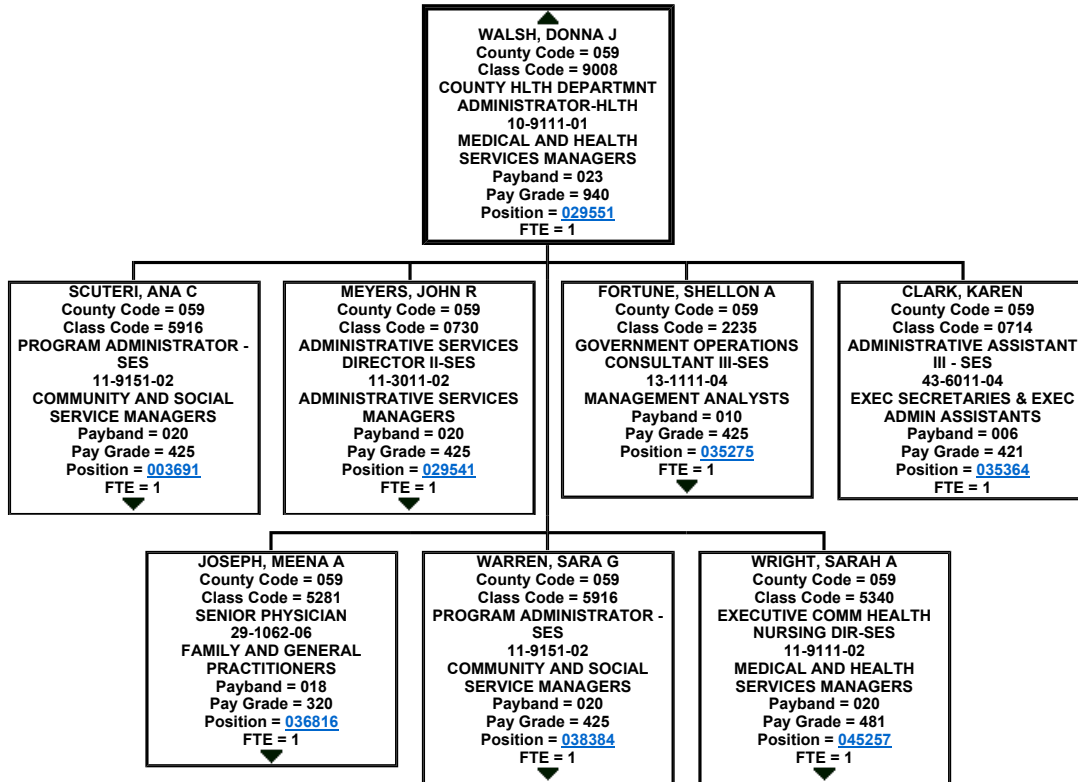 WALSH, DONNA J
County Code = 059
Class Code = 9008
COUNTY HLTH DEPARTMNT
ADMINISTRATOR-HLTH
10-9111-01
MEDICAL AND HEALTH
SERVICES MANAGERS
Payband = 023
Pay Grade = 940
Position = 029551
FTE = 1
SCUTERI, ANA C
County Code = 059
Class Code = 5916
PROGRAM ADMINISTRATOR -
SES
11-9151-02
COMMUNITY AND SOCIAL
SERVICE MANAGERS
Payband = 020
Pay Grade = 425
Position = 003691
FTE = 1
MEYERS, JOHN R
County Code = 059
Class Code = 0730
ADMINISTRATIVE SERVICES
DIRECTOR II-SES
11-3011-02
ADMINISTRATIVE SERVICES
MANAGERS
Payband = 020
Pay Grade = 425
Position = 029541
FTE = 1
FORTUNE, SHELLON A
County Code = 059
Class Code = 2235
GOVERNMENT OPERATIONS
CONSULTANT III-SES
13-1111-04
MANAGEMENT ANALYSTS
Payband = 010
Pay Grade = 425
Position = 035275
FTE = 1
CLARK, KAREN
County Code = 059
Class Code = 0714
ADMINISTRATIVE ASSISTANT
III - SES
43-6011-04
EXEC SECRETARIES & EXEC
ADMIN ASSISTANTS
Payband = 006
Pay Grade = 421
Position = 035364
FTE = 1
JOSEPH, MEENA A
County Code = 059
Class Code = 5281
SENIOR PHYSICIAN
29-1062-06
FAMILY AND GENERAL
PRACTITIONERS
Payband = 018
Pay Grade = 320
Position = 036816
FTE = 1
WARREN, SARA G
County Code = 059
Class Code = 5916
PROGRAM ADMINISTRATOR -
SES
11-9151-02
COMMUNITY AND SOCIAL
SERVICE MANAGERS
Payband = 020
Pay Grade = 425
Position = 038384
FTE = 1
WRIGHT, SARAH A
County Code = 059
Class Code = 5340
EXECUTIVE COMM HEALTH
NURSING DIR-SES
11-9111-02
MEDICAL AND HEALTH
SERVICES MANAGERS
Payband = 020
Pay Grade = 481
Position = 045257
FTE = 1